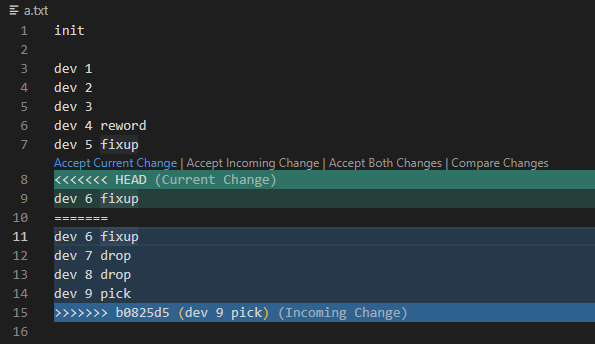 a.txt
1 init
2
3 dev 1
4 dev 2
5 dev 3
6 dev 4 reword
7 dev 5 fixup
Accept Current Change | Accept Incoming Change | Accept Both Changes | Compare Changes
8 <<<<<<< HEAD (Current Change)
9 dev 6 fixup
10 =======
11 dev 6 fixup
12 dev 7 drop
13 dev 8 drop
14 dev 9 pick
15 >>>>>>> b0825d5 (dev 9 pick) (Incoming Change)
16